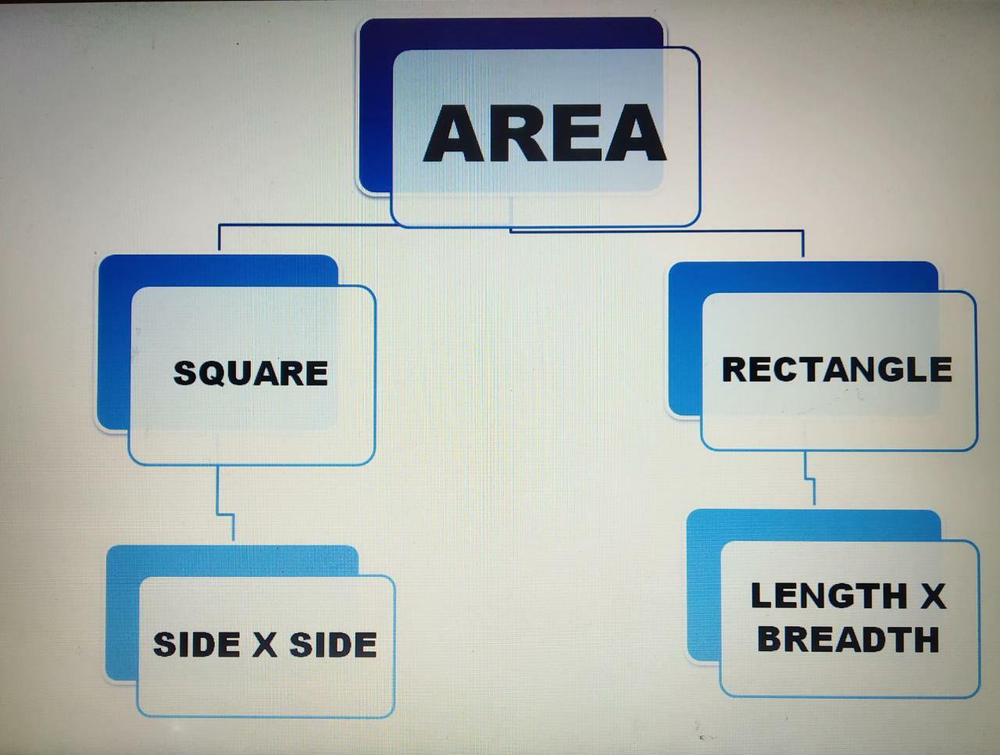 AREA
SQUARE
RECTANGLE
SIDE X SIDE
LENGTH X
BREADTH